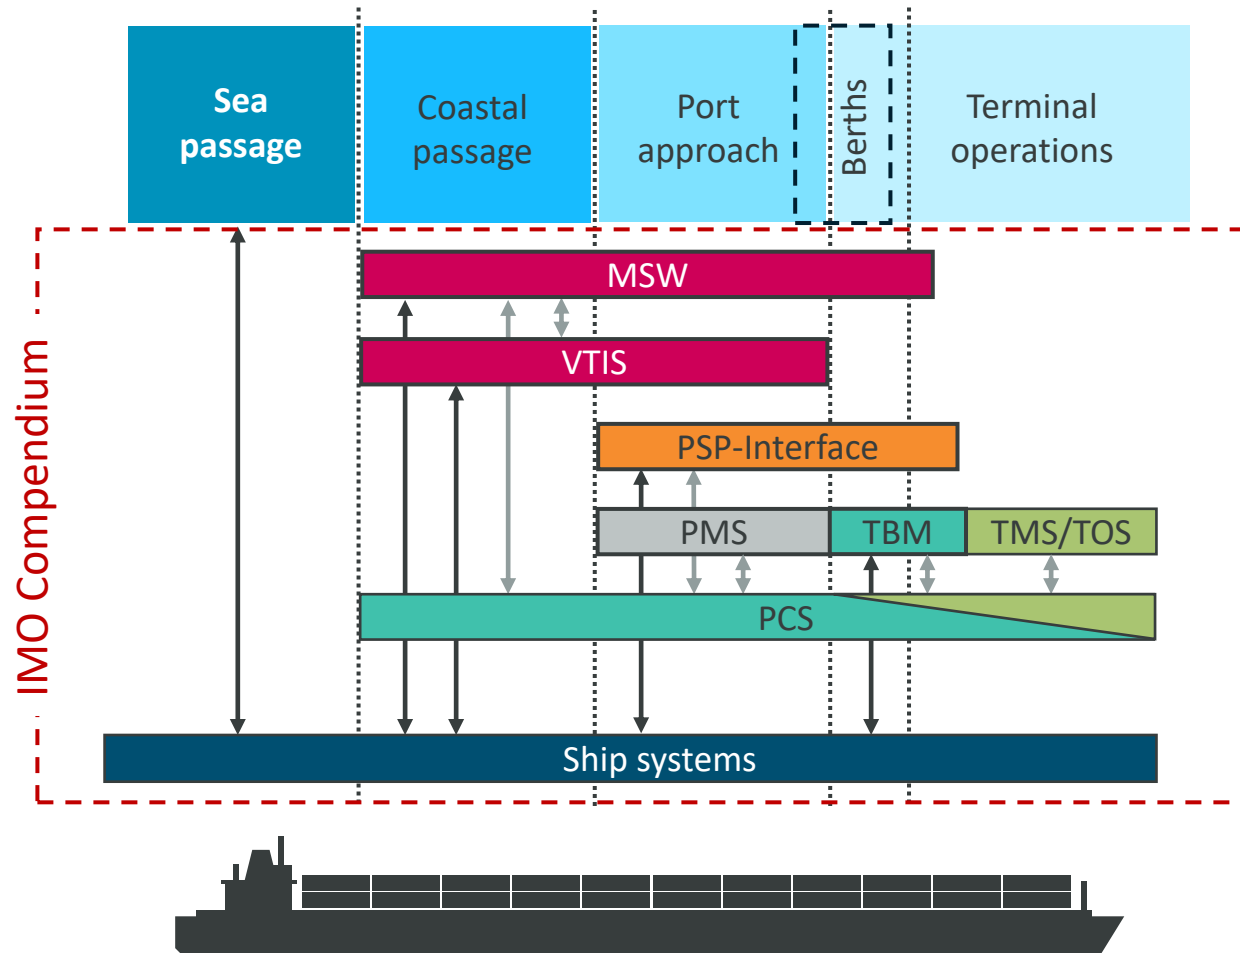 Sea
passage
Coastal
passage
Port
approach
Berths
Terminal
operations
IMO Compendium
MSW
VTIS
PSP-Interface
PMS
TBM
TMS/TOS
PCS
Ship systems